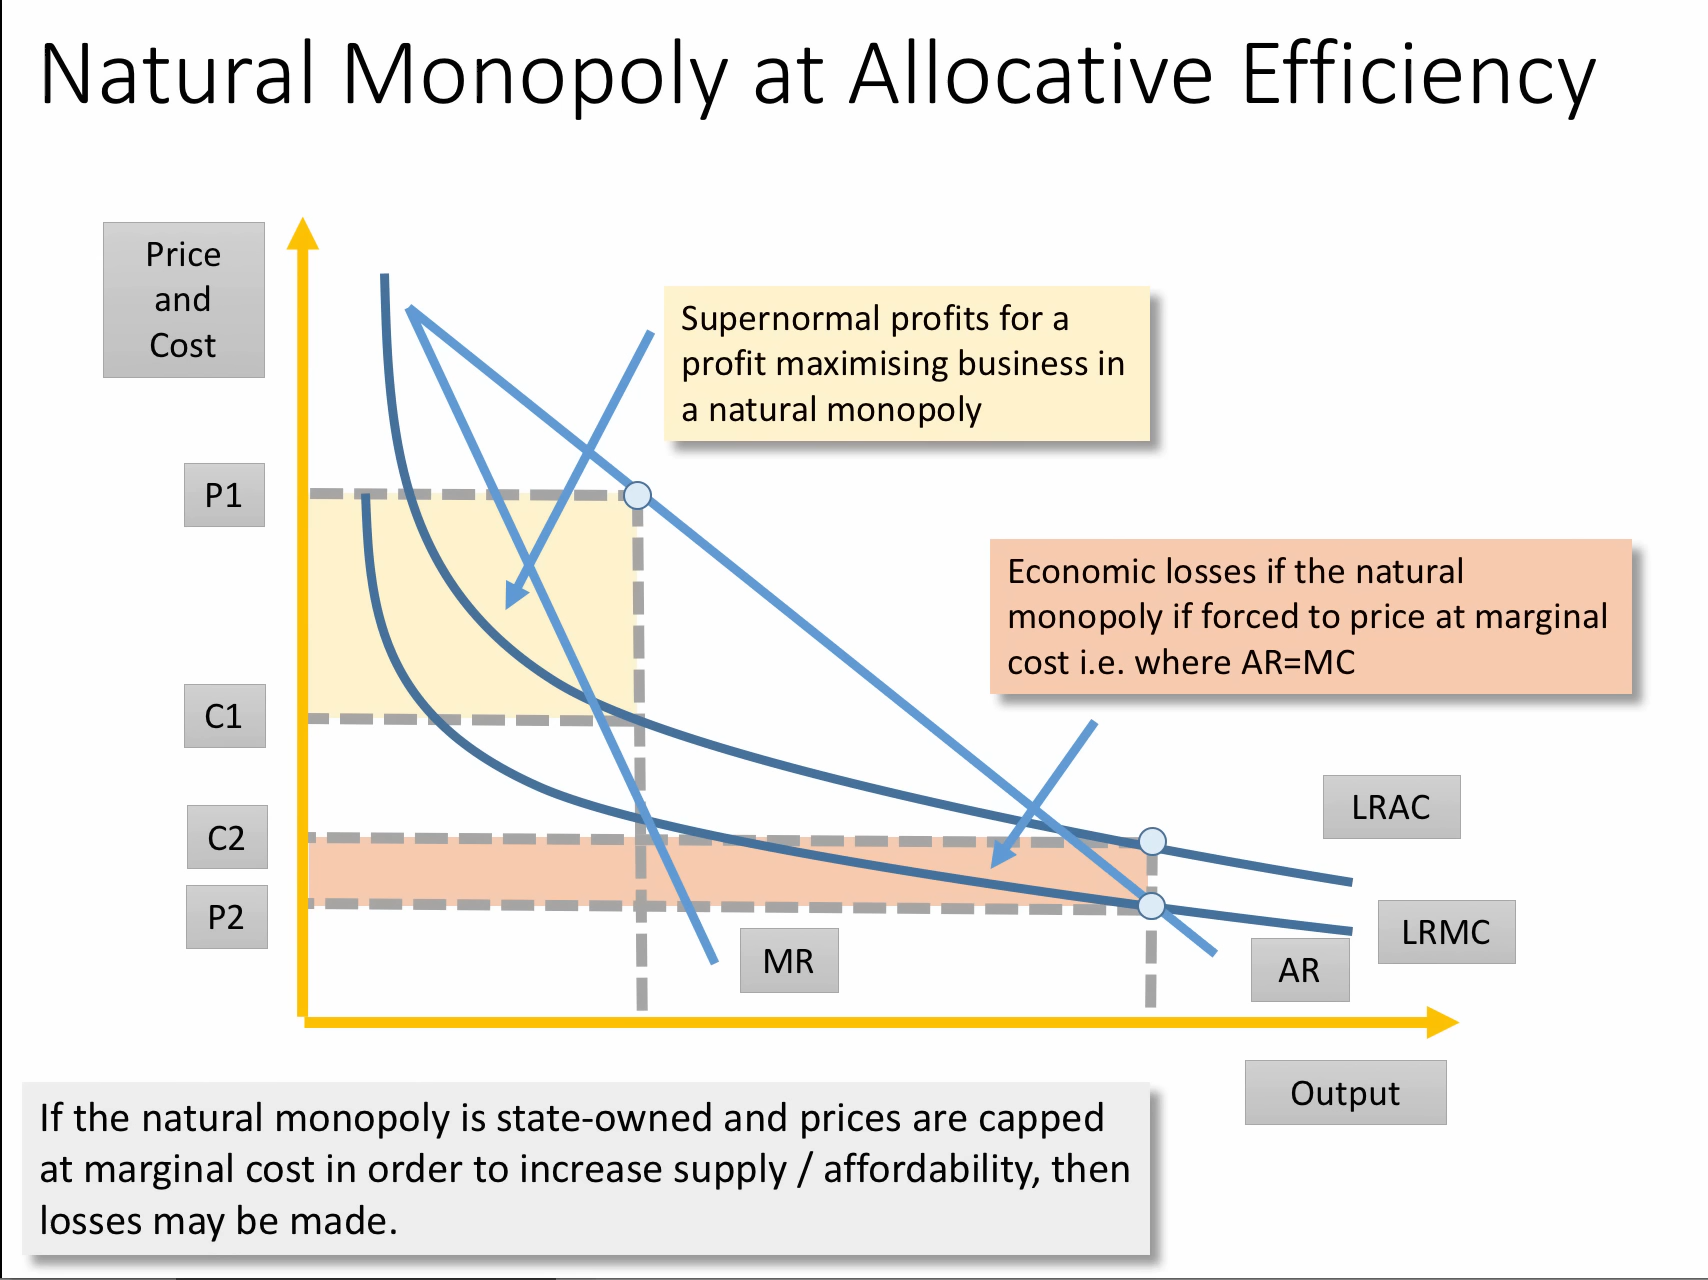 Natural Monopoly at Allocative Efficiency
Price
and
Cost
Supernormal profits for a
profit maximising business in
a natural monopoly
P1
Economic losses if the natural
monopoly if forced to price at marginal
cost i.e. where AR=MC
C1
LRAC
C2
P2
LRMC
MR
AR
Output
If the natural monopoly is state-owned and prices are capped
at marginal cost in order to increase supply / affordability, then
losses may be made.